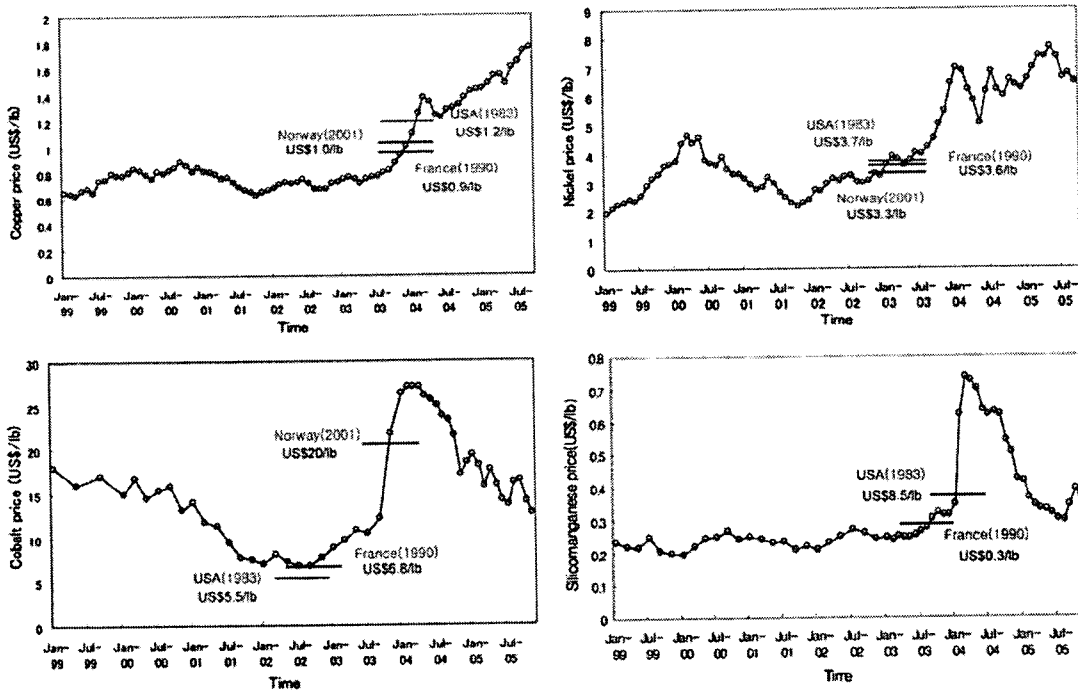 Copper price (US$/lb)
2
1.8
1.6
1.4
1.2
1
0.8
0.6
0.4
0.2
0
USA(1983)
US$1.2/lb
Norway(2001)
US$1.0/lb
France(1990)
US$0.9/lb
Jan- Jul- Jan- Jul- Jan- Jul- Jan- Jul- Jan- Jul- Jan- Jul- Jan- Jul-
99 99 00 00 01 01 02 02 03 03 04 04 05 05
Time
Nickel price (US$/lb)
9
8
7
6
5
4
3
2
1
0
USA(1983)
US$3.7/lb
France(1990)
US$3.6/lb
Norway(2001)
US$3.3/lb
Jan- Jul- Jan- Jul- Jan- Jul- Jan- Jul- Jan- Jul- Jan- Jul- Jan- Jul-
99 99 00 00 01 01 02 02 03 03 04 04 05 05
Time
Cobalt price (US$/lb)
30
25
20
15
10
5
0
Norway(2001)
US$20/lb
France(1990)
US$6.8/lb
USA(1983)
US$5.5/lb
Jan- Jul- Jan- Jul- Jan- Jul- Jan- Jul- Jan- Jul- Jan- Jul- Jan- Jul-
99 99 00 00 01 01 02 02 03 03 04 04 05 05
Time
Silicomanganese price(US$/lb)
0.8
0.7
0.6
0.5
0.4
0.3
0.2
0.1
0
USA(1983)
US$8.5/lb
France(1990)
US$0.3/lb
Jan- Jul- Jan- Jul- Jan- Jul- Jan- Jul- Jan- Jul- Jan- Jul- Jan- Jul-
99 99 00 00 01 01 02 02 03 03 04 04 05 05
Time